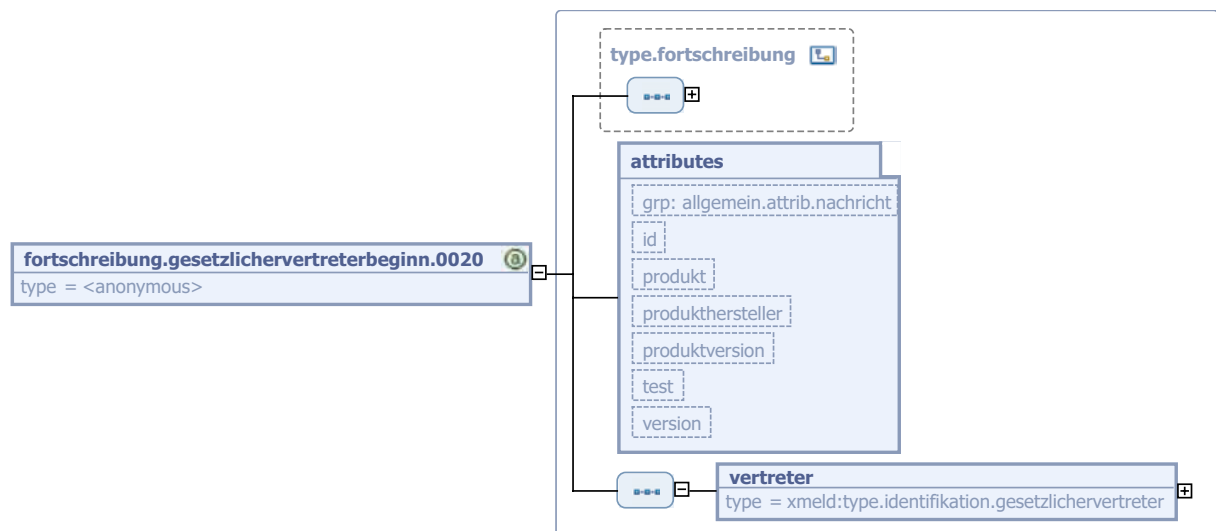 type.fortschreibung
attributes
grp: allgemein.attrib.nachricht
id
produkt
produkthersteller
produktversion
test
version
fortschreibung.gesetzlichervertreterbeginn.0020
type = <anonymous>
vertreter
type = xmeld:type.identifikation.gesetzlichervertreter